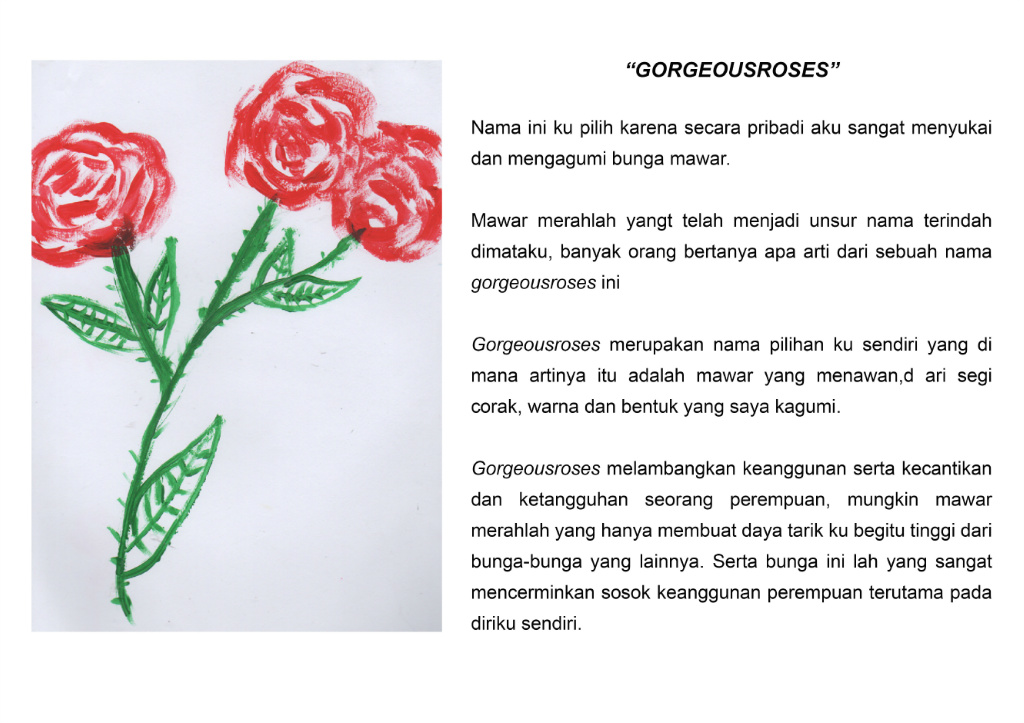 “GORGEOUSROSES”
Nama ini ku pilih karena secara pribadi aku sangat menyukai
dan mengagumi bunga mawar.
Mawar merahlah yangt telah menjadi unsur nama terindah
dimataku, banyak orang bertanya apa arti dari sebuah nama
gorgeousroses ini
Gorgeousroses merupakan nama pilihan ku sendiri yang di
mana artinya itu adalah mawar yang menawan,d ari segi
corak, warna dan bentuk yang saya kagumi.
Gorgeousroses melambangkan keanggunan serta kecantikan
dan ketangguhan seorang perempuan, mungkin mawar
merahlah yang hanya membuat daya tarik ku begitu tinggi dari
bunga-bunga yang lainnya. Serta bunga ini lah yang sangat
mencerminkan sosok keanggunan perempuan terutama pada
diriku sendiri.